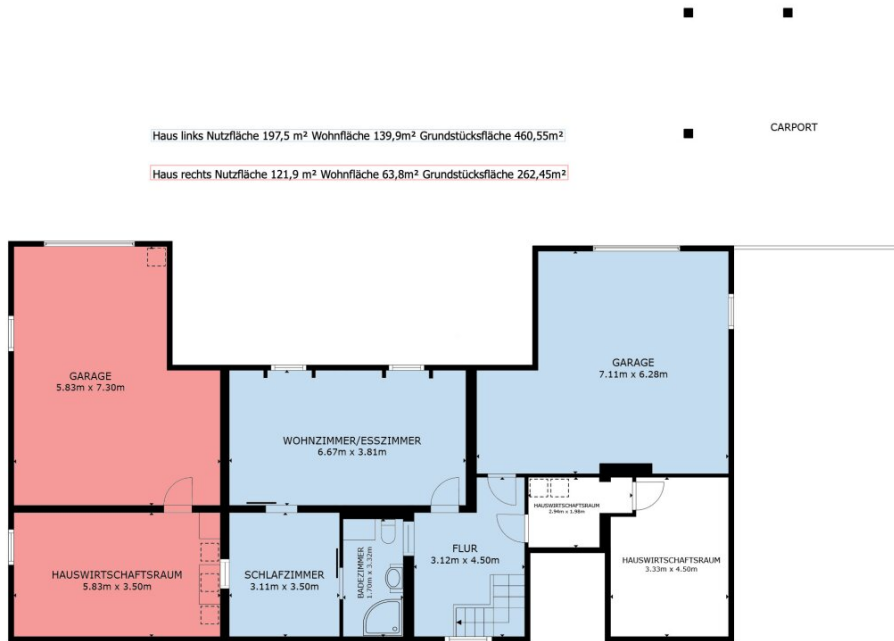 CARPORT
Haus links Nutzfläche 197,5 m² Wohnfläche 139,9m² Grundstücksfläche 460,55m²
Haus rechts Nutzfläche 121,9 m² Wohnfläche 63,8m² Grundstücksfläche 262,45m²
GARAGE
5.83m x 7.30m
GARAGE
7.11m x 6.28m
WOHNZIMMER/ESSZIMMER
6.67m x 3.81m
HAUSWIRTSCHAFTSRAUM
2.94m x 1.98m
HAUSWIRTSCHAFTSRAUM
5.83m x 3.50m
SCHLAFZIMMER
3.11m x 3.50m
BADEZIMMER
1.70m x 3.32m
FLUR
3.12m x 4.50m
HAUSWIRTSCHAFTSRAUM
3.33m x 4.50m